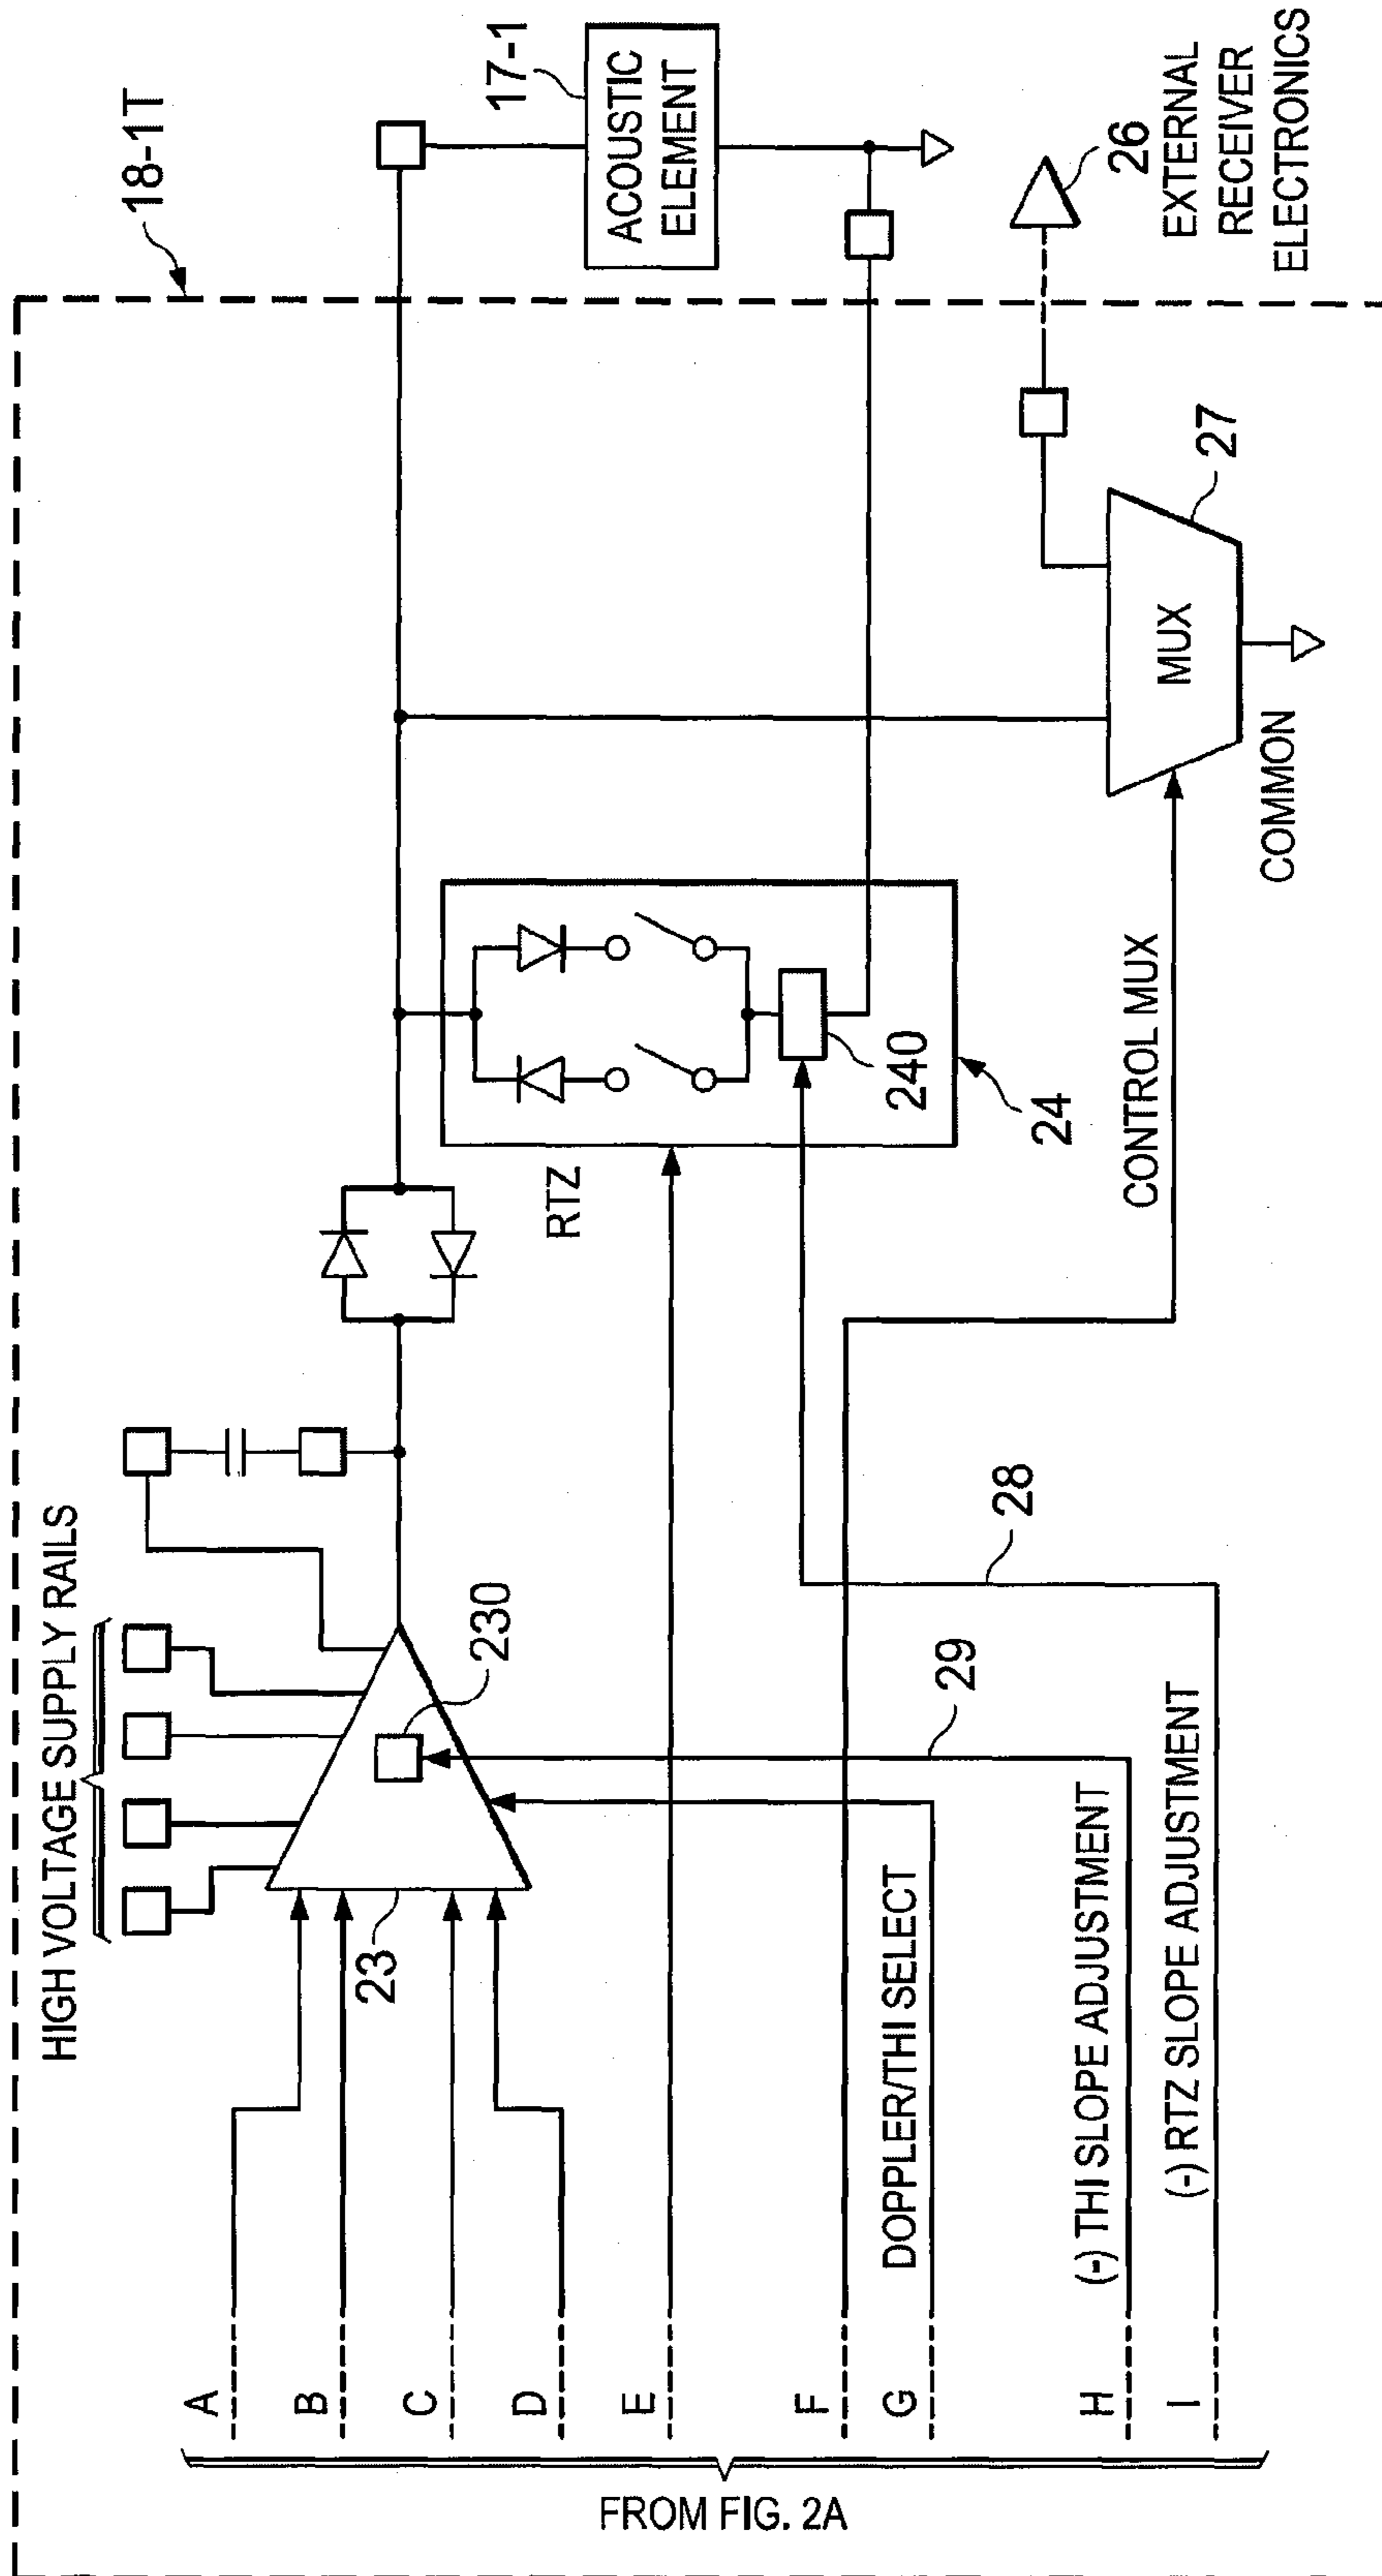 18-1T
HIGH VOLTAGE SUPPLY RAILS
17-1
ACOUSTIC
ELEMENT
A
B
C
D
E
F
G
H
I
FROM FIG. 2A
23
230
RTZ
240
24
26
EXTERNAL
RECEIVER
ELECTRONICS
DOPPLER/THI SELECT
29
28
CONTROL MUX
MUX
27
COMMON
(-) THI SLOPE ADJUSTMENT
(-) RTZ SLOPE ADJUSTMENT